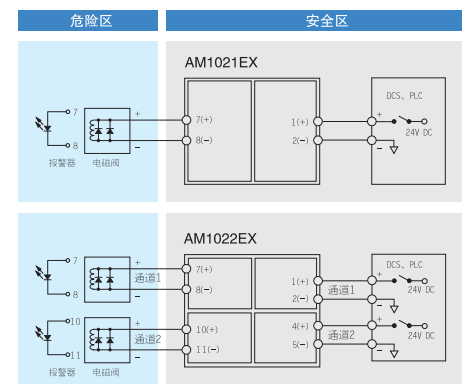 危险区
安全区
AM1021EX
7
8
报警器
电磁阀
+
−
7(+)
8(−)
1(+)
2(−)
DCS、PLC
+
−
24V DC
AM1022EX
7
8
+
通道1
−
7(+)
8(−)
1(+)
通道1
2(−)
DCS、PLC
+
24V DC
−
10
11
报警器
电磁阀
+
通道2
−
10(+)
11(−)
4(+)
通道2
5(−)
+
24V DC
−